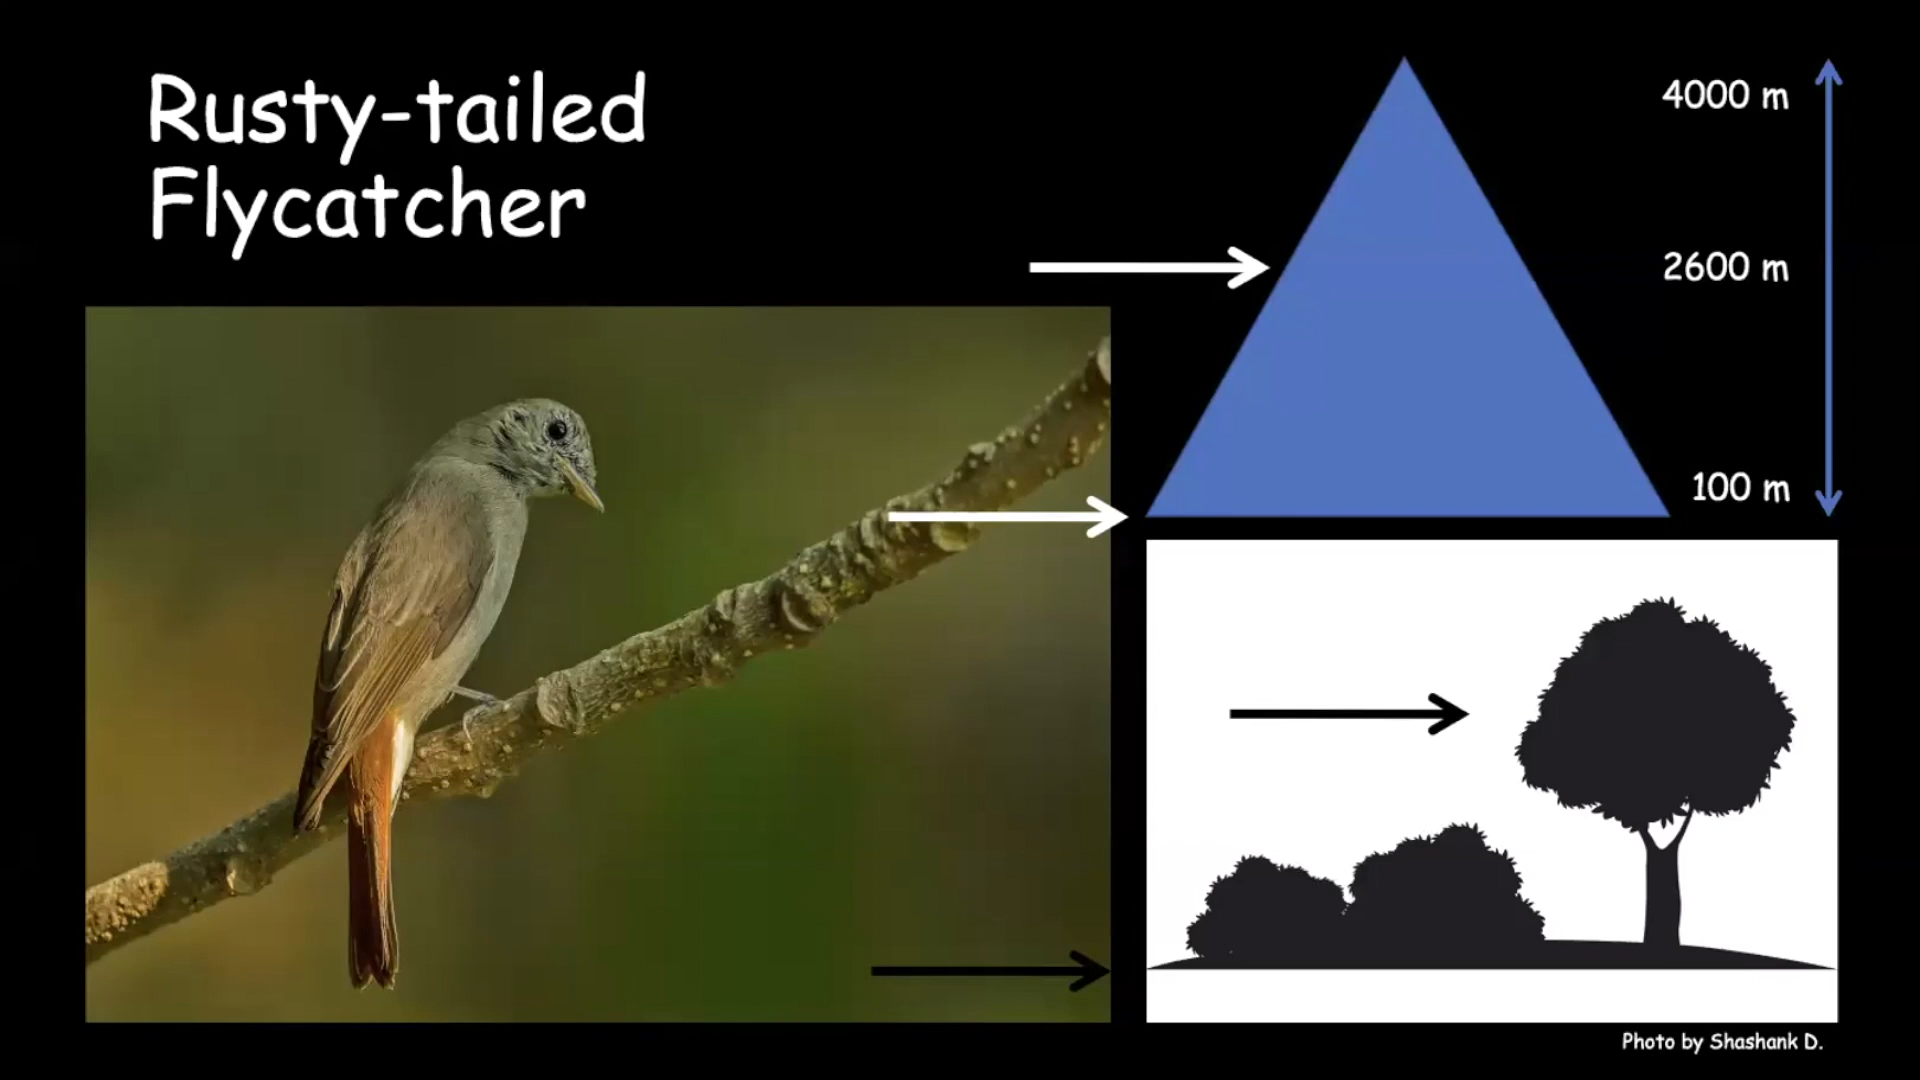 Rusty-tailed
Flycatcher
4000 m
2600 m
100 m
Photo by Shashank D.